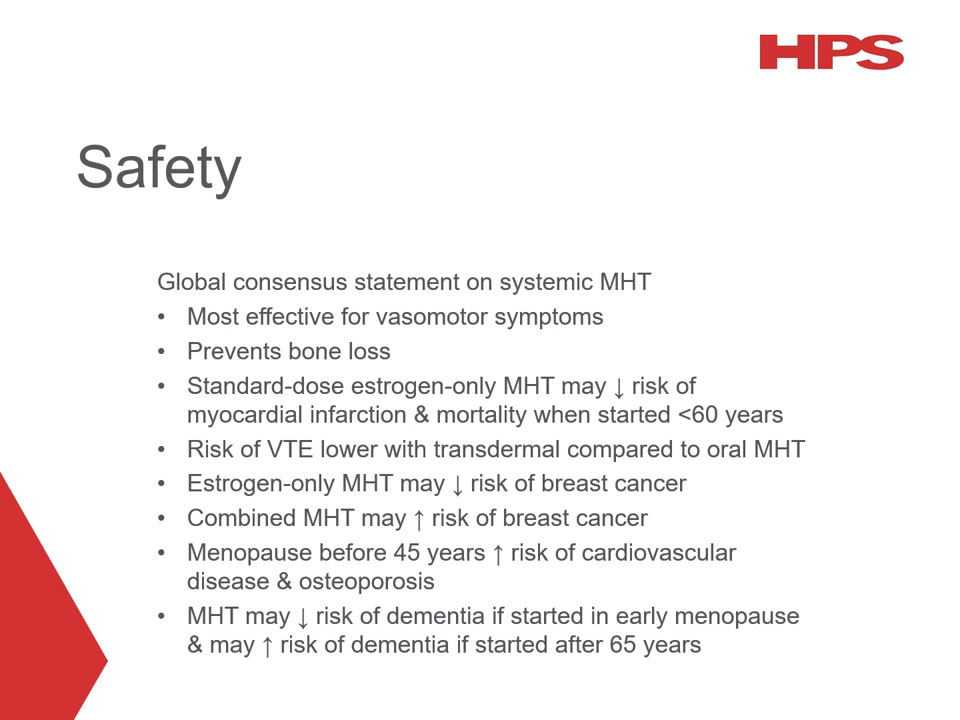 HPS
Safety
Global consensus statement on systemic MHT
• Most effective for vasomotor symptoms
• Prevents bone loss
• Standard-dose estrogen-only MHT may ↓ risk of
myocardial infarction & mortality when started <60 years
• Risk of VTE lower with transdermal compared to oral MHT
• Estrogen-only MHT may ↓ risk of breast cancer
• Combined MHT may ↑ risk of breast cancer
• Menopause before 45 years ↑ risk of cardiovascular
disease & osteoporosis
• MHT may ↓ risk of dementia if started in early menopause
& may ↑ risk of dementia if started after 65 years